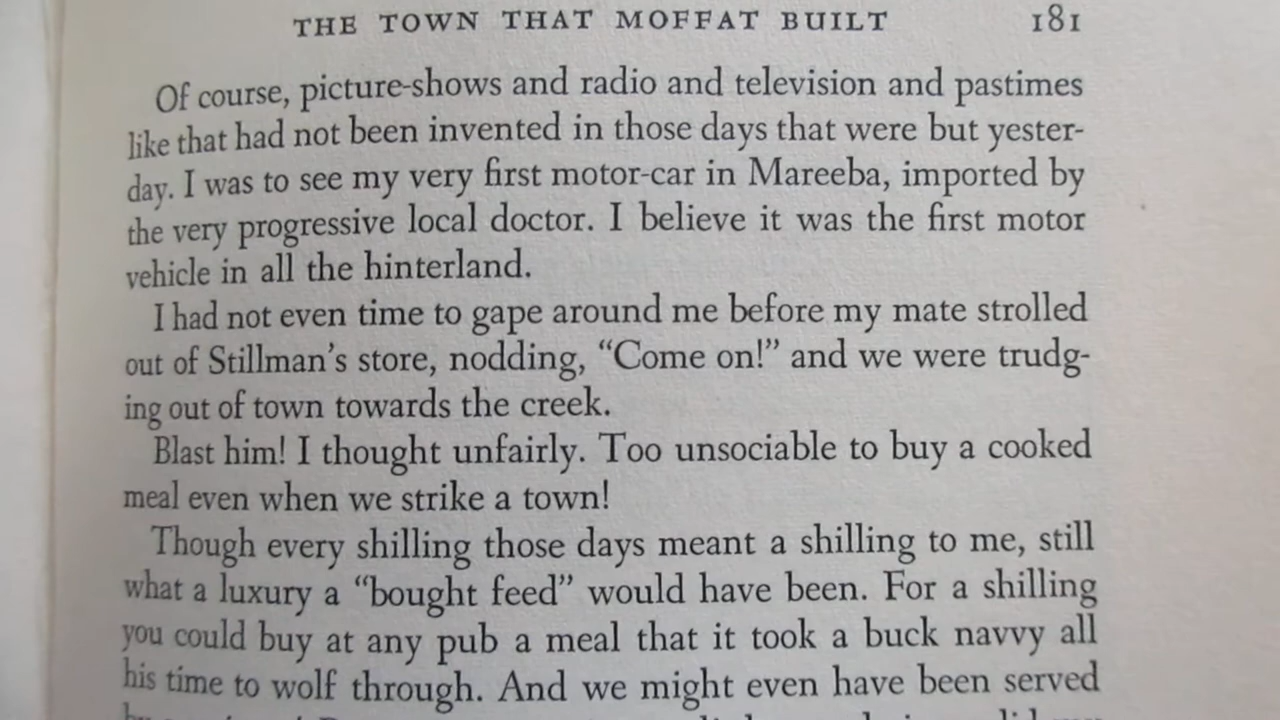 THE TOWN THAT MOFFAT BUILT 181
Of course, picture-shows and radio and television and pastimes
like that had not been invented in those days that were but yester-
day. I was to see my very first motor-car in Mareeba, imported by
the very progressive local doctor. I believe it was the first motor
vehicle in all the hinterland.
I had not even time to gape around me before my mate strolled
out of Stillman's store, nodding, “Come on!” and we were trudg-
ing out of town towards the creek.
Blast him! I thought unfairly. Too unsociable to buy a cooked
meal even when we strike a town!
Though every shilling those days meant a shilling to me, still
what a luxury a “bought feed” would have been. For a shilling
you could buy at any pub a meal that it took a buck navvy all
his time to wolf through. And we might even have been served